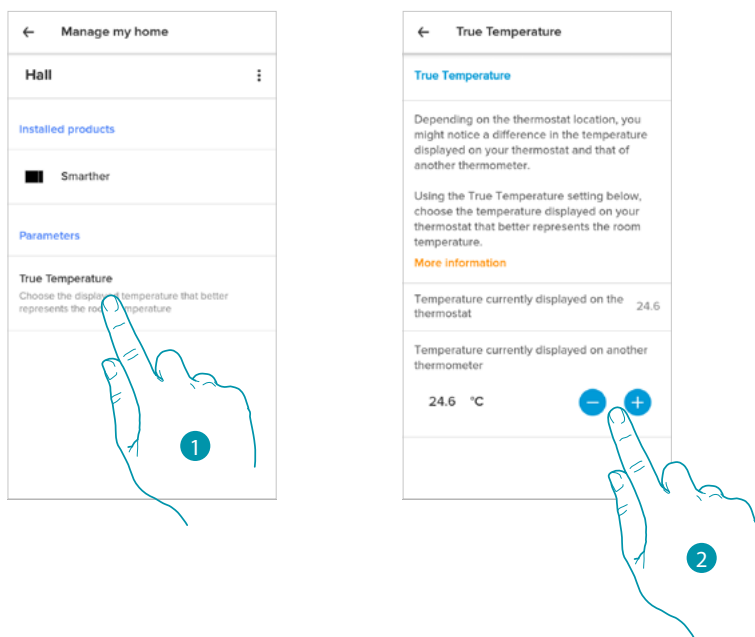 Manage my home
Hall
Installed products
Smarther
Parameters
True Temperature
Choose the displayed temperature that better
represents the room temperature
1
True Temperature
True Temperature
Depending on the thermostat location, you
might notice a difference in the temperature
displayed on your thermostat and that of
another thermometer.
Using the True Temperature setting below,
choose the temperature displayed on your
thermostat that better represents the room
temperature.
More information
Temperature currently displayed on the
thermostat
24.6
Temperature currently displayed on another
thermometer
24.6 °C
2